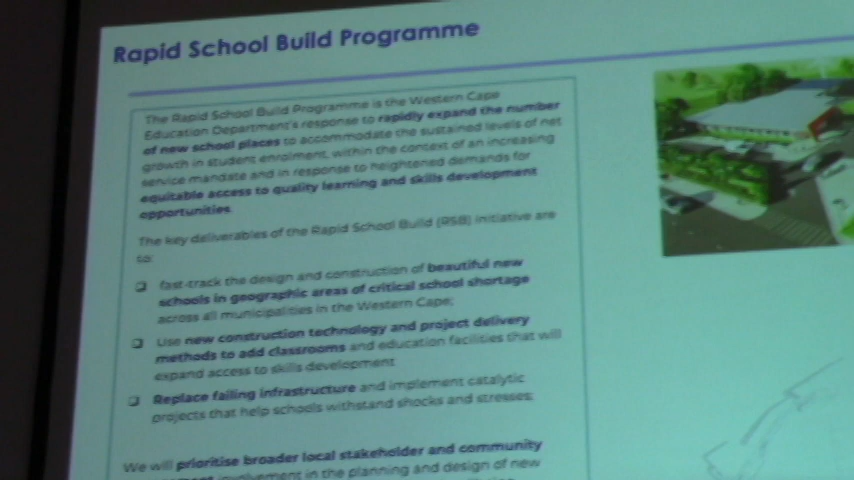 Rapid School Build Programme
The Rapid School Build Programme is the Western Cape
Education Department's response to rapidly expand the number
of new school places to accommodate the sustained levels of net
growth in student enrolment, within the context of an increasing
service mandate and in response to heightened demands for
equitable access to quality learning and skills development
opportunities.
The key deliverables of the Rapid School Build (RSB) initiative are
to:
❑ fast-track the design and construction of beautiful new
schools in geographic areas of critical school shortage
across all municipalities in the Western Cape;
❑ Use new construction technology and project delivery
methods to add classrooms and education facilities that will
expand access to skills development
❑ Replace failing infrastructure and implement catalytic
projects that help schools withstand shocks and stresses;
We will prioritise broader local stakeholder and community
involvement in the planning and design of new